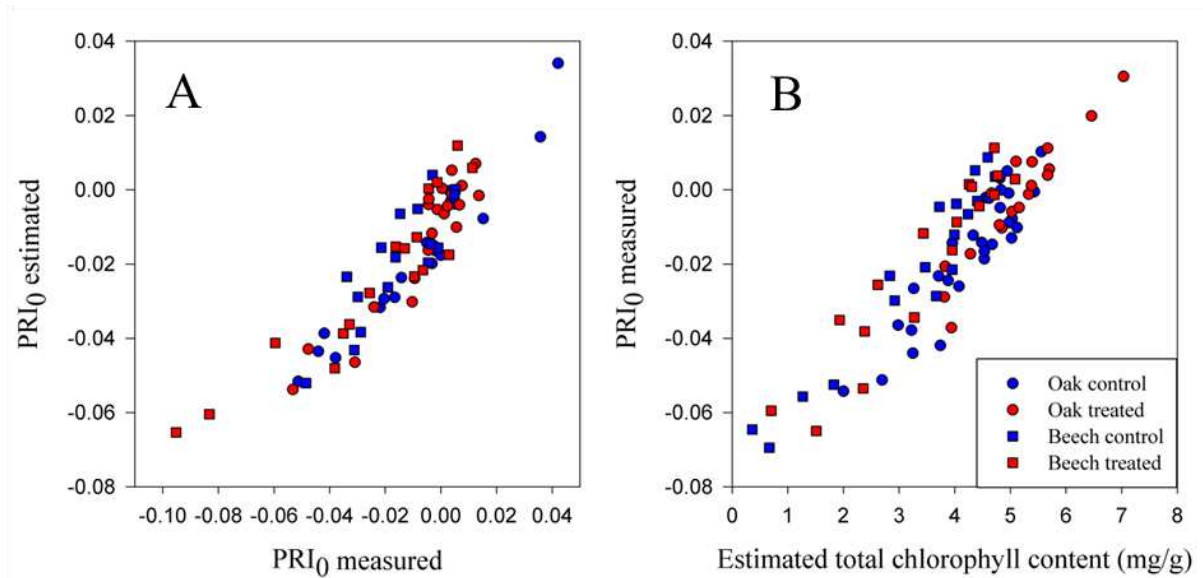 A
0.04
0.02
0.00
-0.02
-0.04
-0.06
-0.08
PRI0 estimated
-0.10 -0.08 -0.06 -0.04 -0.02 0.00 0.02 0.04
PRI0 measured
B
0.04
0.02
0.00
-0.02
-0.04
-0.06
-0.08
PRI0 measured
Oak control
Oak treated
Beech control
Beech treated
0 1 2 3 4 5 6 7 8
Estimated total chlorophyll content (mg/g)